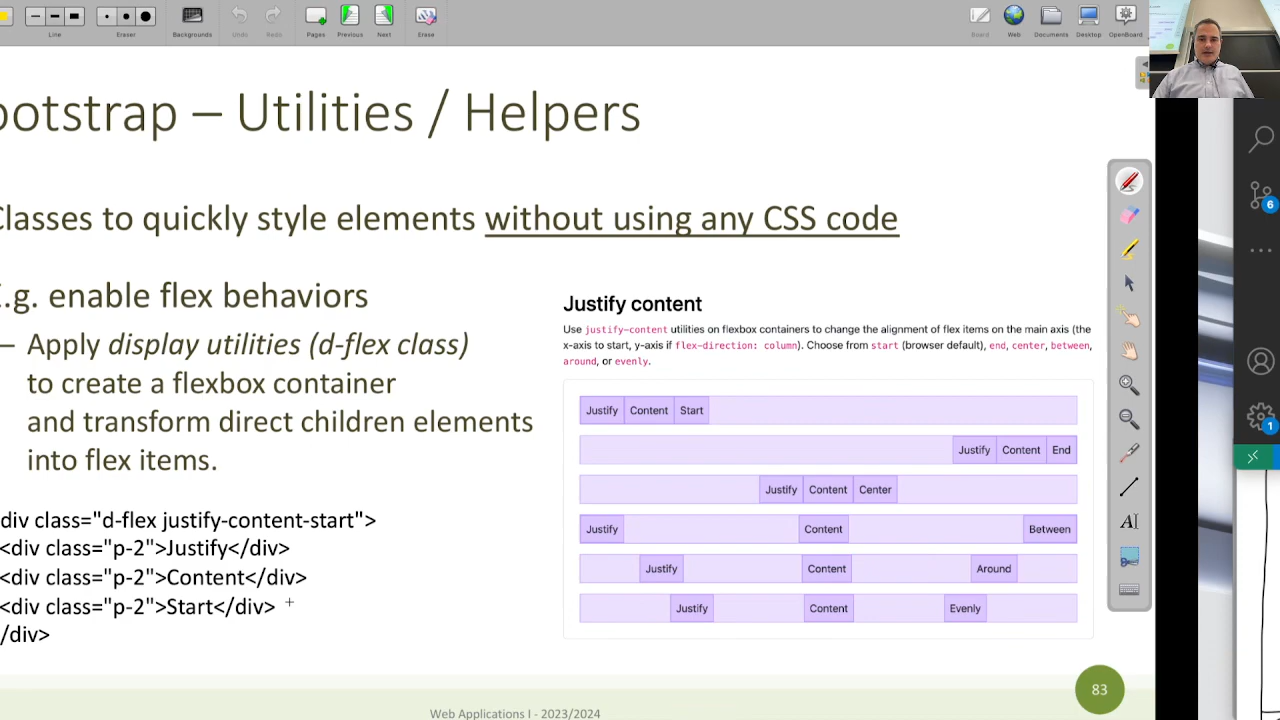 Line
Eraser
Backgrounds
Undo
Redo
Pages
Previous
Next
Erase
Board
Web
Documents
Desktop
OpenBoard
ootstrap – Utilities / Helpers
Classes to quickly style elements without using any CSS code
E.g. enable flex behaviors
– Apply display utilities (d-flex class)
to create a flexbox container
and transform direct children elements
into flex items.
div class="d-flex justify-content-start">
<div class="p-2">Justify</div>
<div class="p-2">Content</div>
<div class="p-2">Start</div>
/div>
Justify content
Use justify-content utilities on flexbox containers to change the alignment of flex items on the main axis (the
x-axis to start, y-axis if flex-direction: column). Choose from start (browser default), end, center, between,
around, or evenly.
Justify Content Start
Justify Content End
Justify Content Center
Justify Content Between
Justify Content Around
Justify Content Evenly
6
1
83
Web Applications I - 2023/2024